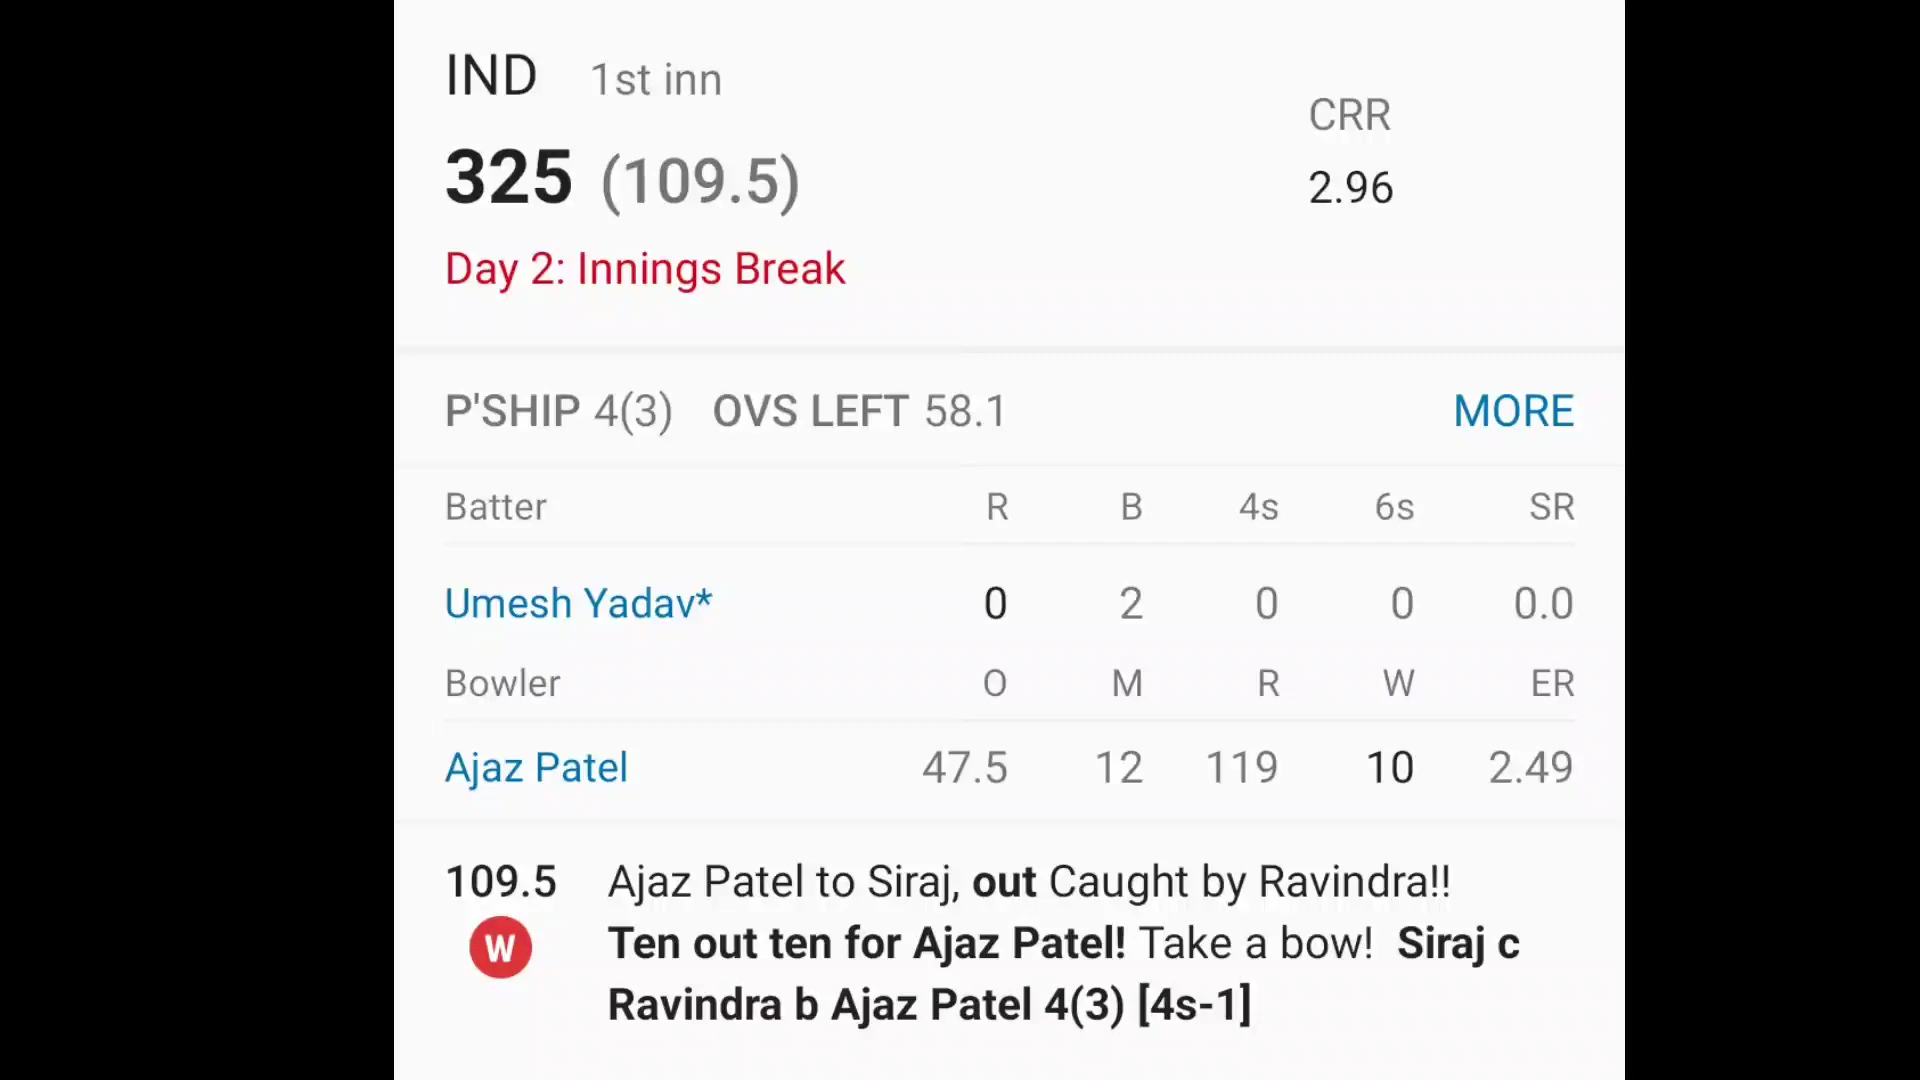 IND 1st inn
CRR
325 (109.5)
2.96
Day 2: Innings Break
P'SHIP 4(3) OVS LEFT 58.1 MORE
Batter R B 4s 6s SR
Umesh Yadav* 0 2 0 0 0.0
Bowler O M R W ER
Ajaz Patel 47.5 12 119 10 2.49
109.5 Ajaz Patel to Siraj, out Caught by Ravindra!!
W Ten out ten for Ajaz Patel! Take a bow! Siraj c
Ravindra b Ajaz Patel 4(3) [4s-1]